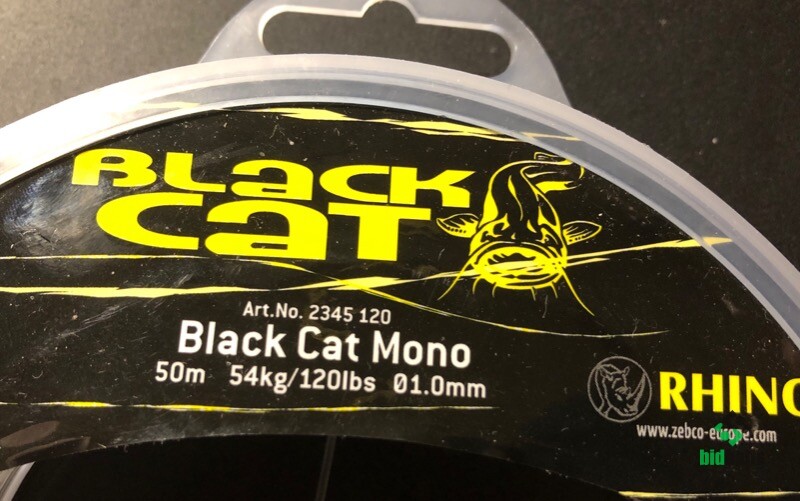 BLACK
CAT
Art.No. 2345 120
Black Cat Mono
50m 54kg/120lbs Ø1.0mm
RHINO
www.zebco-europe.com
bid